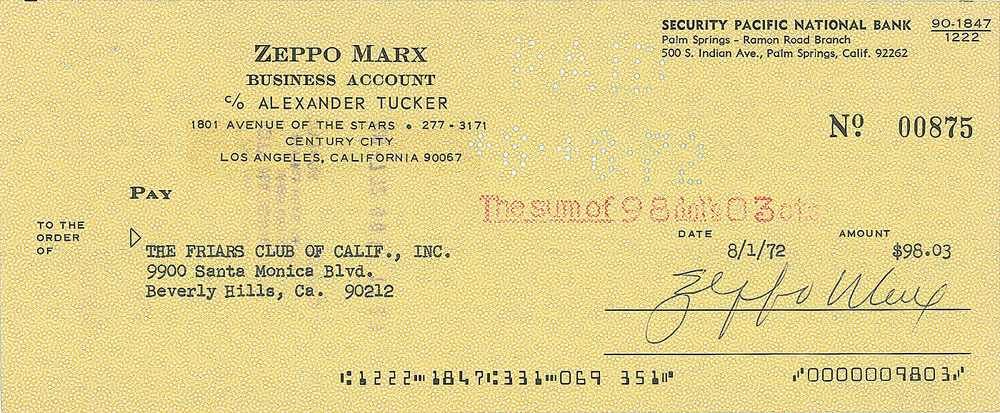 SECURITY PACIFIC NATIONAL BANK
Palm Springs - Ramon Road Branch
500 S. Indian Ave., Palm Springs, Calif. 92262
90-1847
1222
ZEPPO MARX
BUSINESS ACCOUNT
c/o ALEXANDER TUCKER
1801 AVENUE OF THE STARS • 277-3171
CENTURY CITY
LOS ANGELES, CALIFORNIA 90067
Nº 00875
PAY
The sum of 98 dol's 03 cts
TO THE
ORDER
OF
THE FRIARS CLUB OF CALIF., INC.
9900 Santa Monica Blvd.
Beverly Hills, Ca. 90212
DATE
8/1/72
AMOUNT
$98.03
Zeppo Marx
⑆1222⑉1847⑆331⑉069 351⑈
⑈0000009803⑈